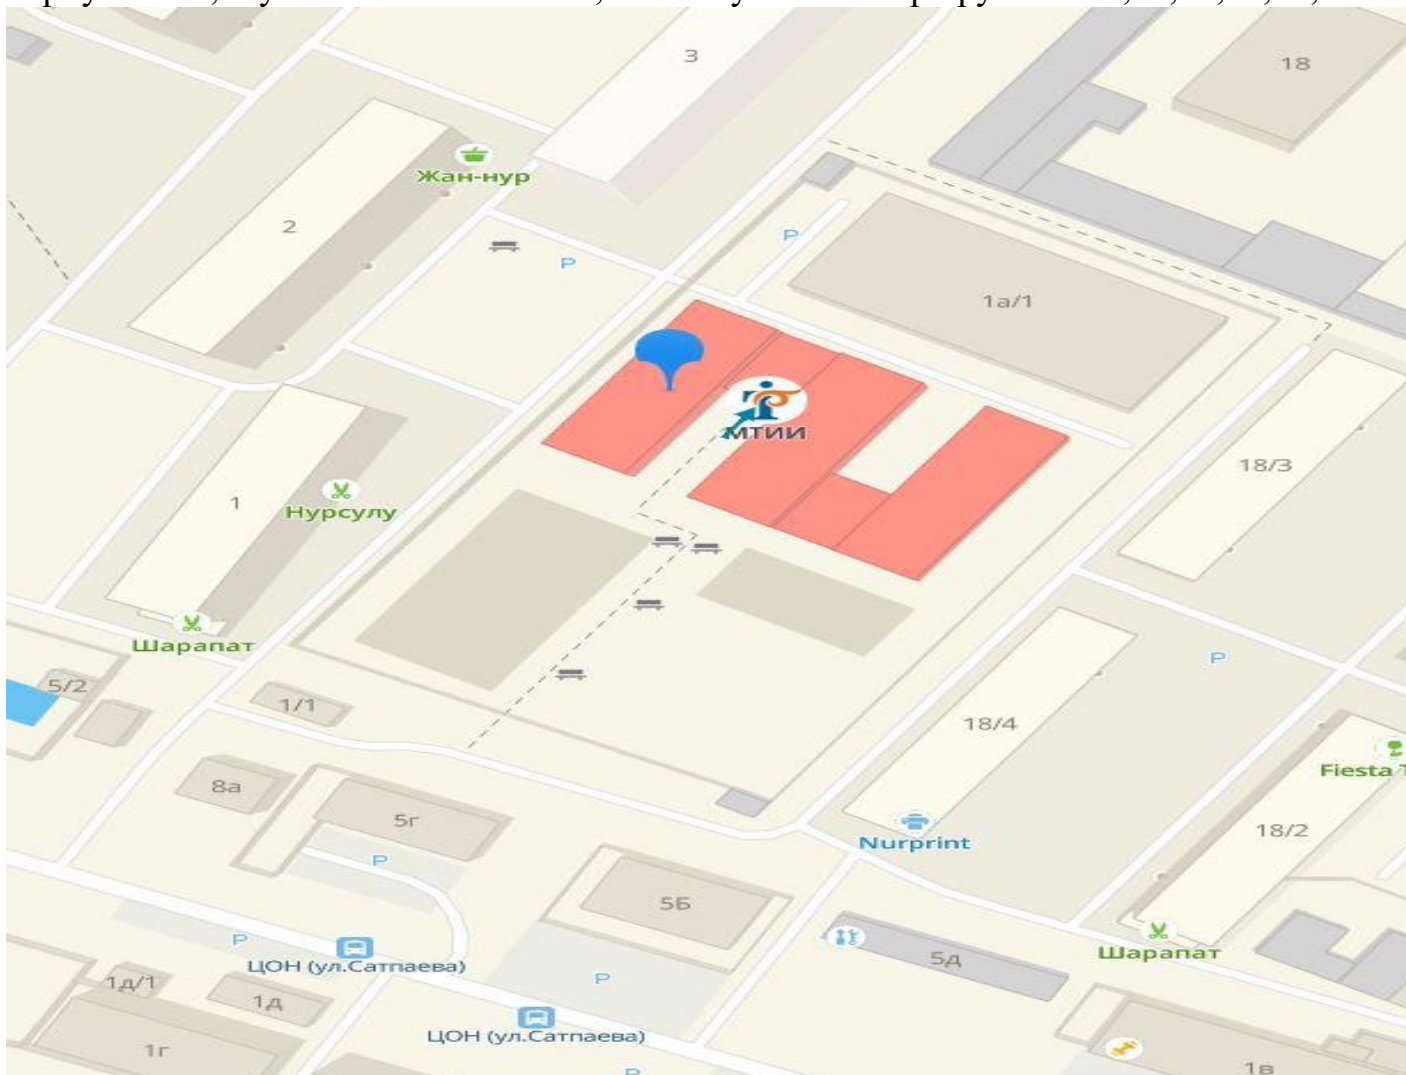 3
18
Жан-нур
2
P
P
1а/1
МТИИ
18/3
1
Нурсулу
Шарапат
P
5/2
1/1
18/4
Fiesta
8а
5г
Nurprint
18/2
P
5Б
P
Шарапат
ЦОН (ул.Сатпаева)
5д
1д/1
P
1д
ЦОН (ул.Сатпаева)
1г
1в
P